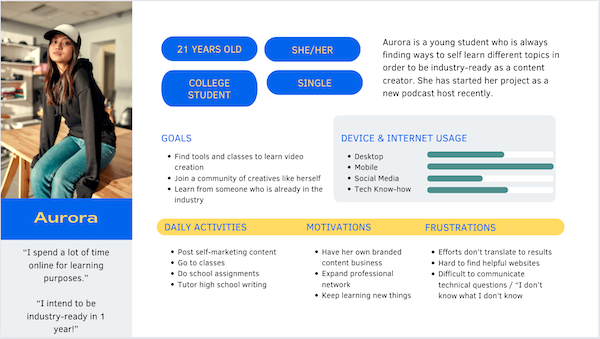 21 YEARS OLD
SHE/HER
COLLEGE
STUDENT
SINGLE
Aurora is a young student who is always
finding ways to self learn different topics in
order to be industry-ready as a content
creator. She has started her project as a
new podcast host recently.
GOALS
Find tools and classes to learn video
creation
Join a community of creatives like herself
Learn from someone who is already in the
industry
DEVICE & INTERNET USAGE
Desktop
Mobile
Social Media
Tech Know-how
Aurora
“I spend a lot of time
online for learning
purposes.”
“I intend to be
industry-ready in 1
year!”
DAILY ACTIVITIES
Post self-marketing content
Go to classes
Do school assignments
Tutor high school writing
MOTIVATIONS
Have her own branded
content business
Expand professional
network
Keep learning new things
FRUSTRATIONS
Efforts don’t translate to results
Hard to find helpful websites
Difficult to communicate
technical questions / “I don’t
know what I don’t know